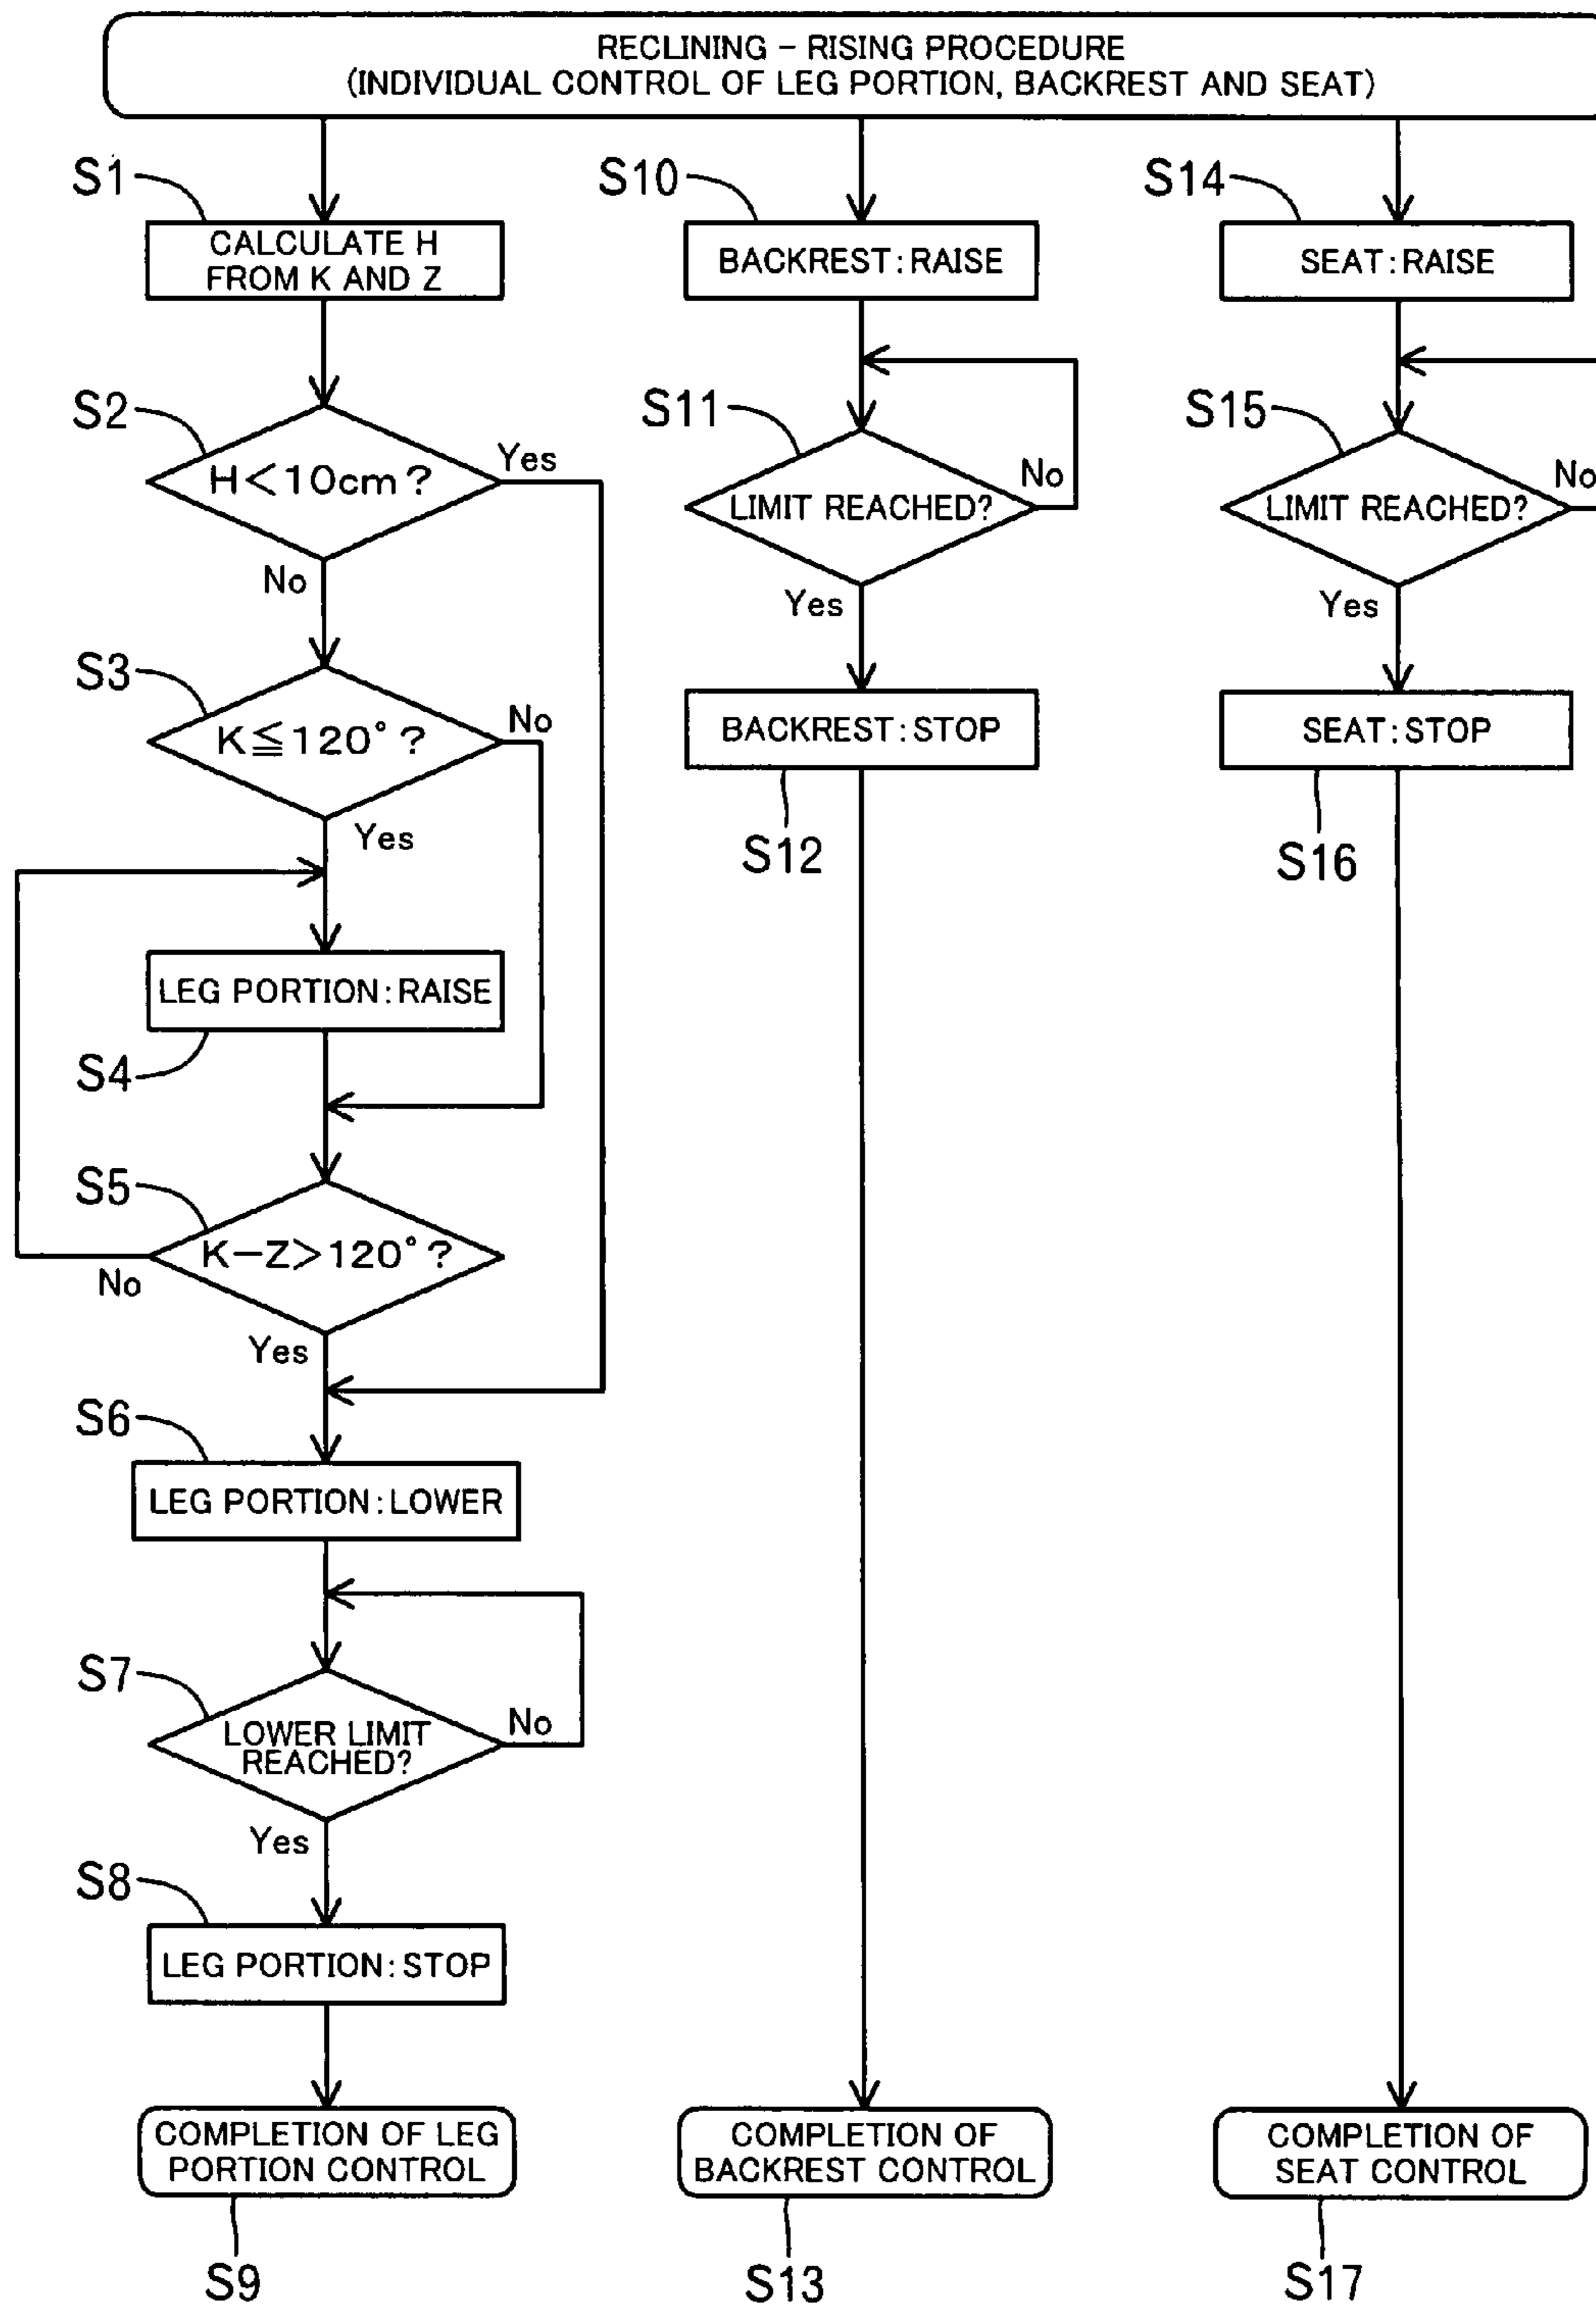 RECLINING – RISING PROCEDURE
(INDIVIDUAL CONTROL OF LEG PORTION, BACKREST AND SEAT)
S1
CALCULATE H
FROM K AND Z
S2
H<10cm?
Yes
No
S3
K≦120°?
No
Yes
LEG PORTION:RAISE
S4
S5
K−Z>120°?
No
Yes
S6
LEG PORTION:LOWER
S7
LOWER LIMIT
REACHED?
No
Yes
S8
LEG PORTION:STOP
COMPLETION OF LEG
PORTION CONTROL
S9
S10
BACKREST:RAISE
S11
LIMIT REACHED?
No
Yes
BACKREST:STOP
S12
COMPLETION OF
BACKREST CONTROL
S13
S14
SEAT:RAISE
S15
LIMIT REACHED?
No
Yes
SEAT:STOP
S16
COMPLETION OF
SEAT CONTROL
S17